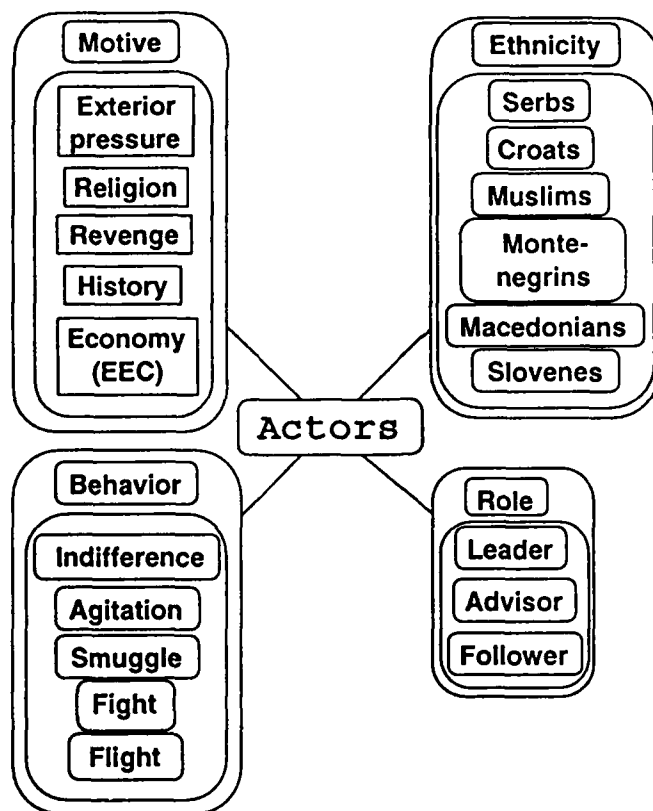 Motive
Exterior
pressure
Religion
Revenge
History
Economy
(EEC)
Ethnicity
Serbs
Croats
Muslims
Monte-
negrins
Macedonians
Slovenes
Actors
Behavior
Indifference
Agitation
Smuggle
Fight
Flight
Role
Leader
Advisor
Follower